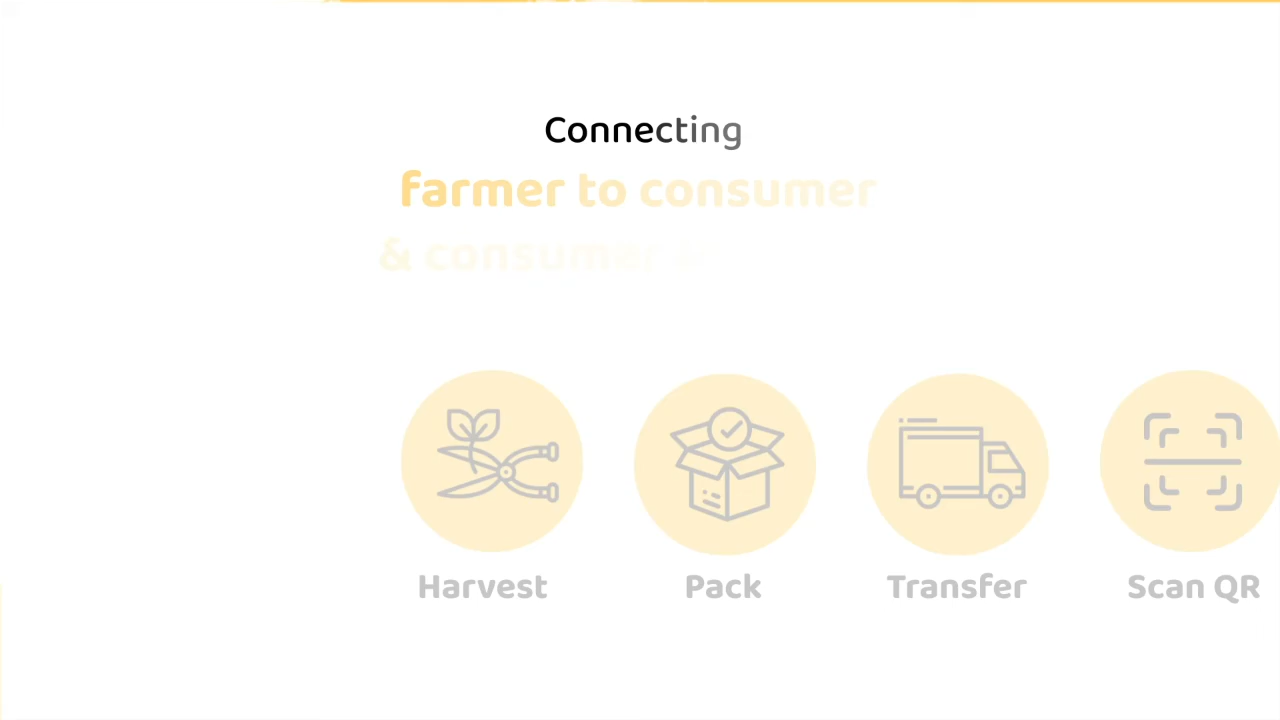 Connecting
farmer to consumer
& consumer
Harvest
Pack
Transfer
Scan QR